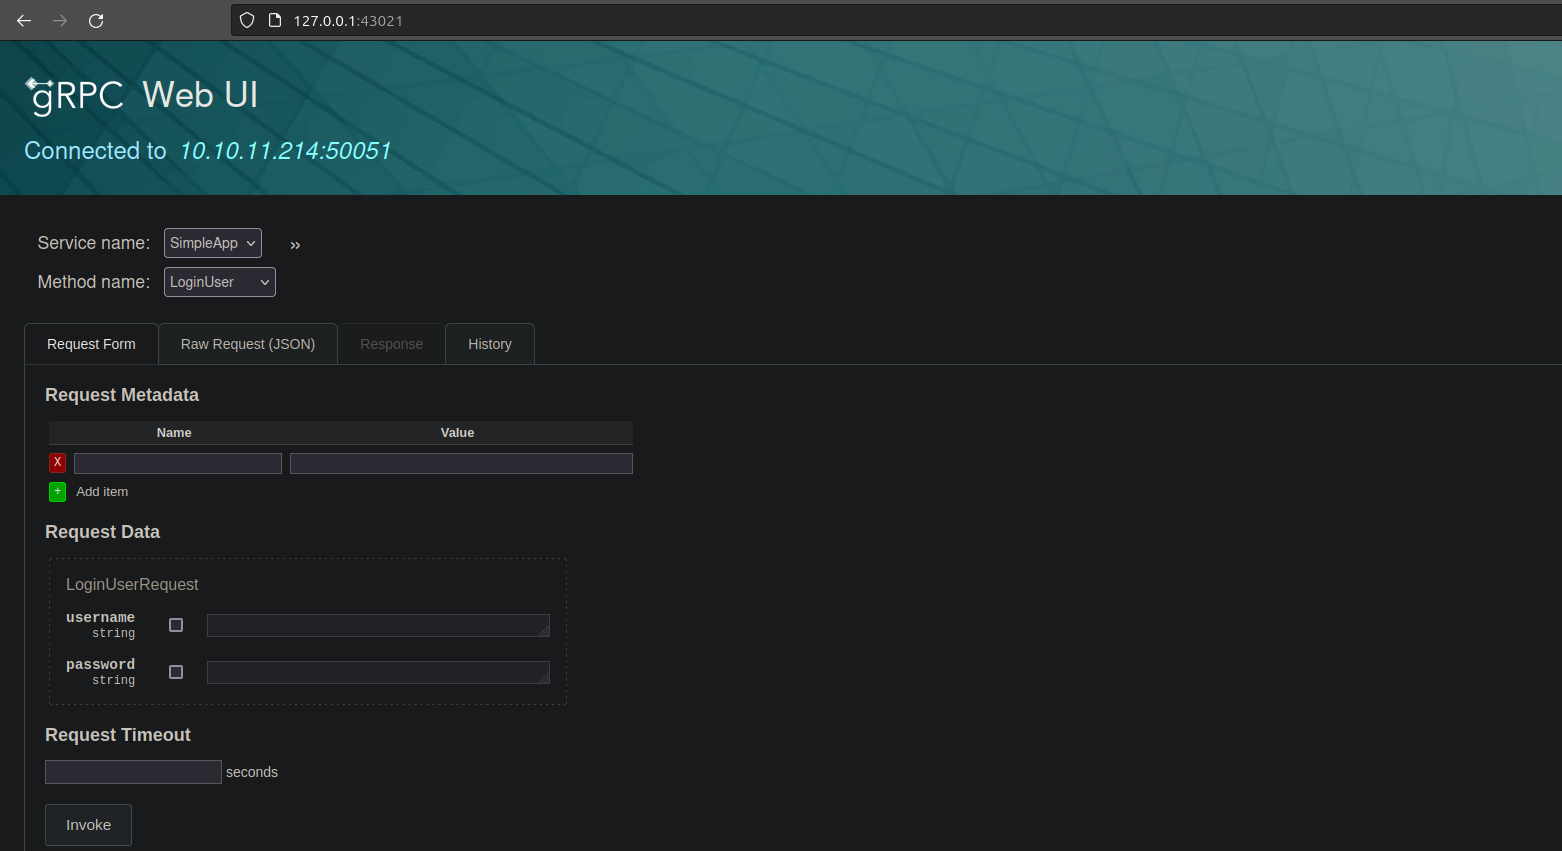 127.0.0.1:43021
gRPC Web UI
Connected to 10.10.11.214:50051
Service name: SimpleApp »
Method name: LoginUser
Request Form Raw Request (JSON) Response History
Request Metadata
Name Value
X
+ Add item
Request Data
LoginUserRequest
username
string
password
string
Request Timeout
seconds
Invoke